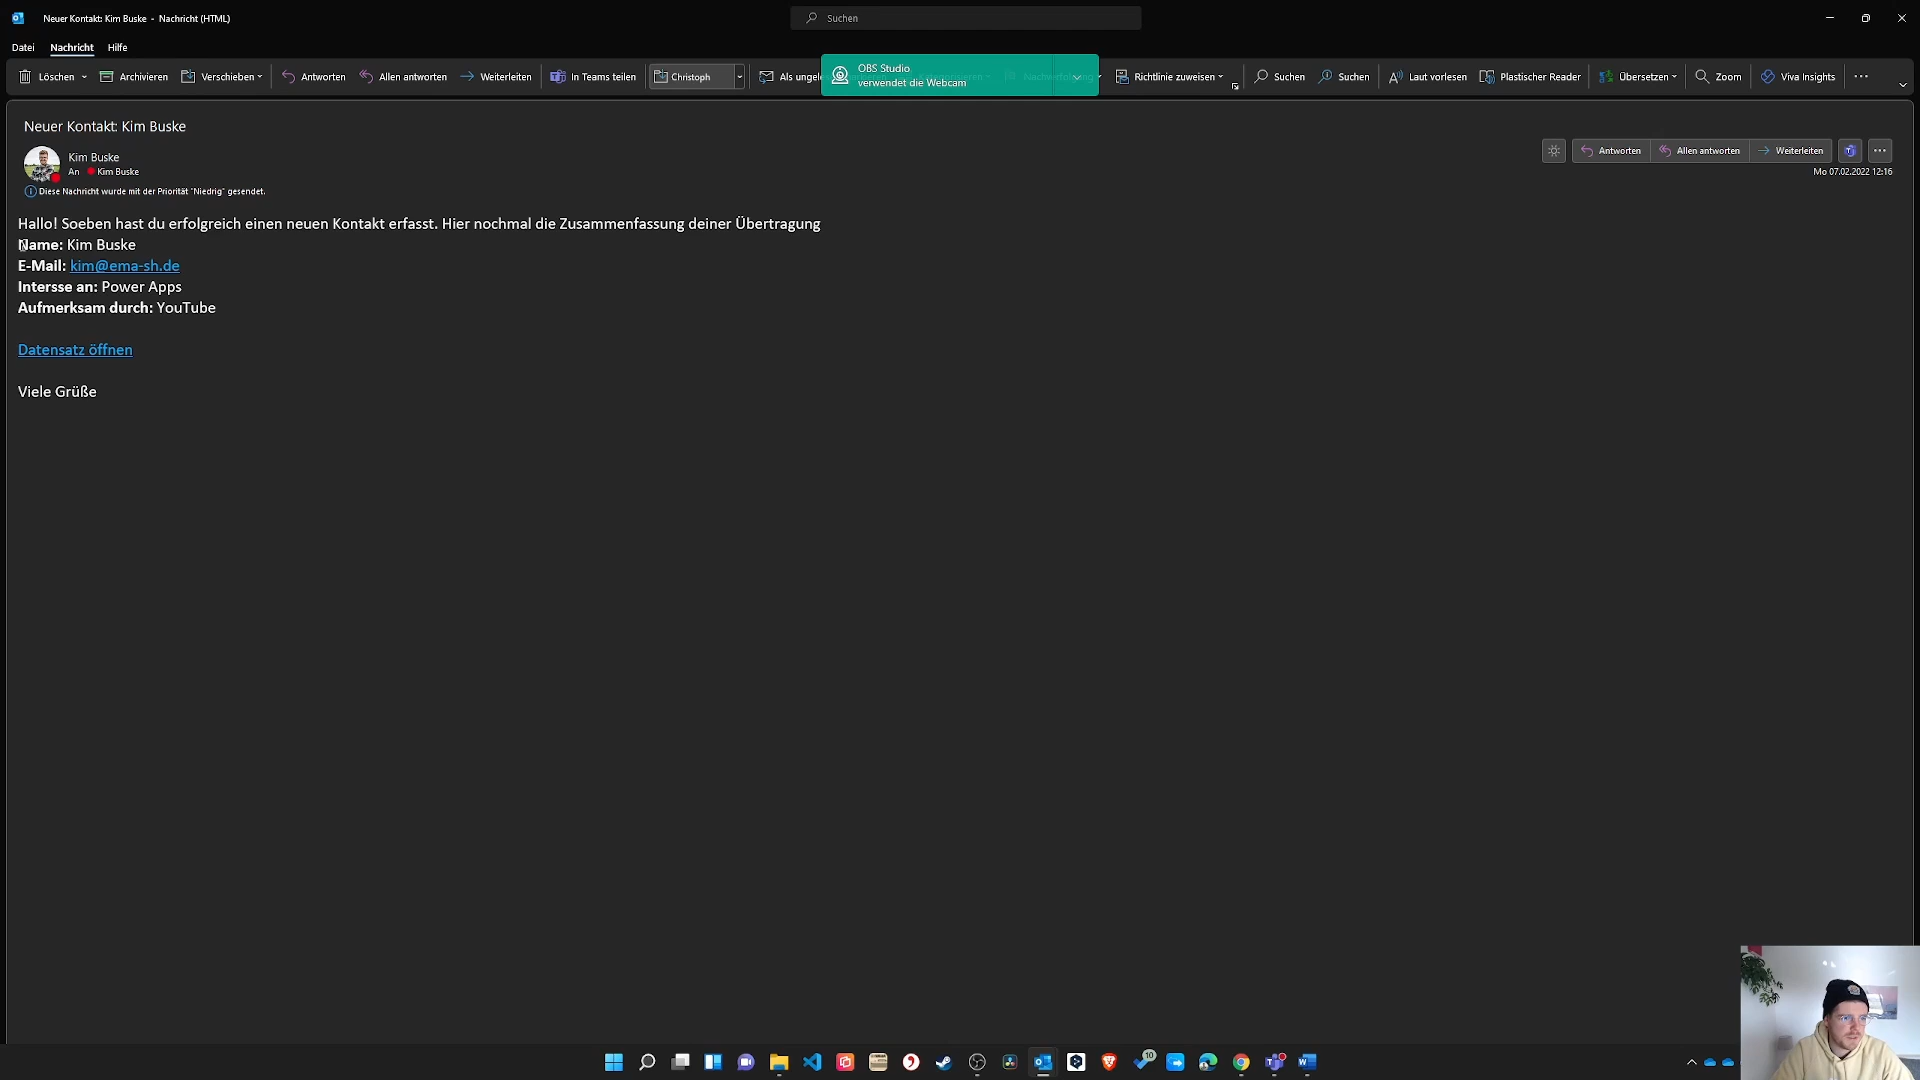 Neuer Kontakt: Kim Buske - Nachricht (HTML)
Suchen
Datei Nachricht Hilfe
Löschen Archivieren Verschieben Antworten Allen antworten Weiterleiten In Teams teilen Christoph Als ungele Richtlinie zuweisen Suchen Suchen Laut vorlesen Plastischer Reader Übersetzen Zoom Viva Insights
OBS Studio
verwendet die Webcam
Neuer Kontakt: Kim Buske
Kim Buske
An Kim Buske
Antworten Allen antworten Weiterleiten
Mo 07.02.2022 12:16
Diese Nachricht wurde mit der Priorität "Niedrig" gesendet.
Hallo! Soeben hast du erfolgreich einen neuen Kontakt erfasst. Hier nochmal die Zusammenfassung deiner Übertragung
Name: Kim Buske
E-Mail: kim@ema-sh.de
Intersse an: Power Apps
Aufmerksam durch: YouTube
Datensatz öffnen
Viele Grüße
10